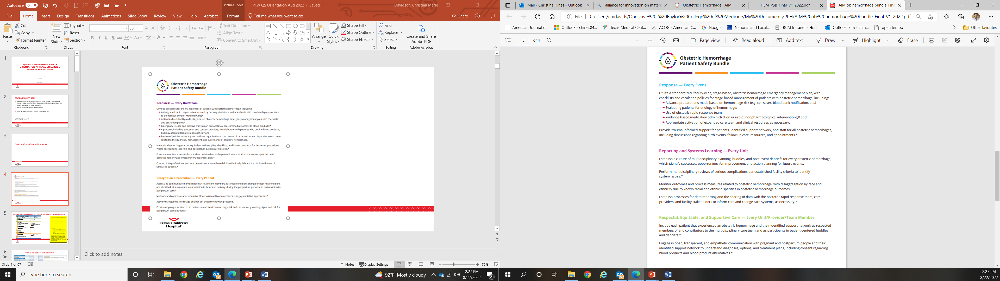 AutoSave On
Picture Tools
PFW QS Orientation Aug 2022 - Saved
Davidson, Christina Marie
File Home Insert Design Transitions Animations Slide Show Review View Help Acrobat Format Tell me what you want to do Share
Paste
Cut
Copy
Format Painter
Clipboard
New Slide
Layout
Reset
Section
Slides
36
Font
Text Direction
Align Text
Convert to SmartArt
Paragraph
Arrange
Quick Styles
Shape Fill
Shape Outline
Shape Effects
Drawing
Find
Replace
Select
Editing
Create and Share Adobe PDF
Adobe Acrobat
1
QUALITY AND PATIENT SAFETY
ORIENTATION AT TEXAS CHILDREN'S
PAVILION FOR WOMEN
2
PFW DAILY SAFETY BRIEF
3
OBSTETRIC HEMORRHAGE BUNDLE
4
5
RECOGNITION & PREVENTION: PPH RISK ASSESSMENT & STRATIFICATION
6
PPH RISK ASSESSMENT EPIC FLOWSHEET
Obstetric Hemorrhage
Patient Safety Bundle
Readiness — Every Unit/Team
Develop processes for the management of patients with obstetric hemorrhage, including:
A designated rapid response team co-led by nursing, obstetrics, and anesthesia with membership appropriate
to the facility's Level of Maternal Care;*
A standardized, facility-wide, stage-based obstetric hemorrhage emergency management plan with checklists
and escalation policy;*
Emergency release and massive transfusion protocols to ensure immediate access to blood products;*
A protocol, including education and consent practices, to collaborate with patients who decline blood products,
but may accept alternative approaches;* and
Review of policies to identify and address organizational root causes of racial and ethnic disparities in outcomes
related to the diagnosis, management, and surveillance of obstetric hemorrhage.
Maintain a hemorrhage cart or equivalent with supplies, checklists, and instruction cards for devices or procedures
where antepartum, laboring, and postpartum patients are located.*
Ensure immediate access to first- and second-line hemorrhage medications in a kit or equivalent per the unit's
obstetric hemorrhage emergency management plan.*
Conduct interprofessional and interdepartmental team-based drills with timely debriefs that include the use of
simulated patients.*
Recognition & Prevention — Every Patient
Assess and communicate hemorrhage risk to all team members as clinical conditions change or high-risk conditions
are identified; at a minimum, on admission to labor and delivery, during the peripartum period, and on transition to
postpartum care.*
Measure and communicate cumulative blood loss to all team members, using quantitative approaches.*
Actively manage the third stage of labor per department-wide protocols.
Provide ongoing education to all patients on obstetric hemorrhage risk and causes, early warning signs, and risk for
postpartum complications.*
Texas Children's
Hospital
Click to add notes
Slide 4 of 67
Notes
Display Settings
70%
Type here to search
92°F Mostly cloudy
2:27 PM
8/22/2022
21
Mail - Christina Hines - Outlook
alliance for innovation on matern
Obstetric Hemorrhage | AIM
HEM_PSB_Final_V1_2022.pdf
AIM ob hemorrhage bundle_Fina
File
C:/Users/cmdavids/OneDrive%20-%20Baylor%20College%20of%20Medicine/My%20Documents/PPH/AIM%20ob%20hemorrhage%20bundle_Final_V1_2022.pdf
American Journal o...
Outlook - chines84...
Texas Medical Cent...
ACOG - American C...
Google
National and Local...
BCM Intranet - Hou...
Outlook.com - chin...
open tempo
Other favorites
3 of 4
Page view
Read aloud
Add text
Draw
Highlight
Erase
Obstetric Hemorrhage
Patient Safety Bundle
Response — Every Event
Utilize a standardized, facility-wide, stage-based, obstetric hemorrhage emergency management plan, with
checklists and escalation policies for stage-based management of patients with obstetric hemorrhage, including:
Advance preparations made based on hemorrhage risk (e.g. cell saver, blood bank notification, etc.)
Evaluating patients for etiology of hemorrhage;
Use of obstetric rapid response team;
Evidence-based medication administration or use of nonpharmacological interventions;* and
Appropriate activation of expanded care team and clinical resources as necessary.
Provide trauma-informed support for patients, identified support network, and staff for all obstetric hemorrhages,
including discussions regarding birth events, follow up care, resources, and appointments.*
Reporting and Systems Learning — Every Unit
Establish a culture of multidisciplinary planning, huddles, and post-event debriefs for every obstetric hemorrhage,
which identify successes, opportunities for improvement, and action planning for future events.
Perform multidisciplinary reviews of serious complications per established facility criteria to identify
system issues.*
Monitor outcomes and process measures related to obstetric hemorrhage, with disaggregation by race and
ethnicity due to known racial and ethnic disparities in obstetric hemorrhage outcomes.
Establish processes for data reporting and the sharing of data with the obstetric rapid response team, care
providers, and facility stakeholders to inform care and change care systems, as necessary.*
Respecful, Equitable, and Supportive Care — Every Unit/Provider/Team Member
Include each patient that experienced an obstetric hemorrhage and their identified support network as respected
members of and contributors to the multidisciplinary care team and as participants in patient-centered huddles
and debriefs.*
Engage in open, transparent, and empathetic communication with pregnant and postpartum people and their
identified support network to understand diagnoses, options, and treatment plans, including consent regarding
blood products and blood product alternatives.*
2:27 PM
8/22/2022